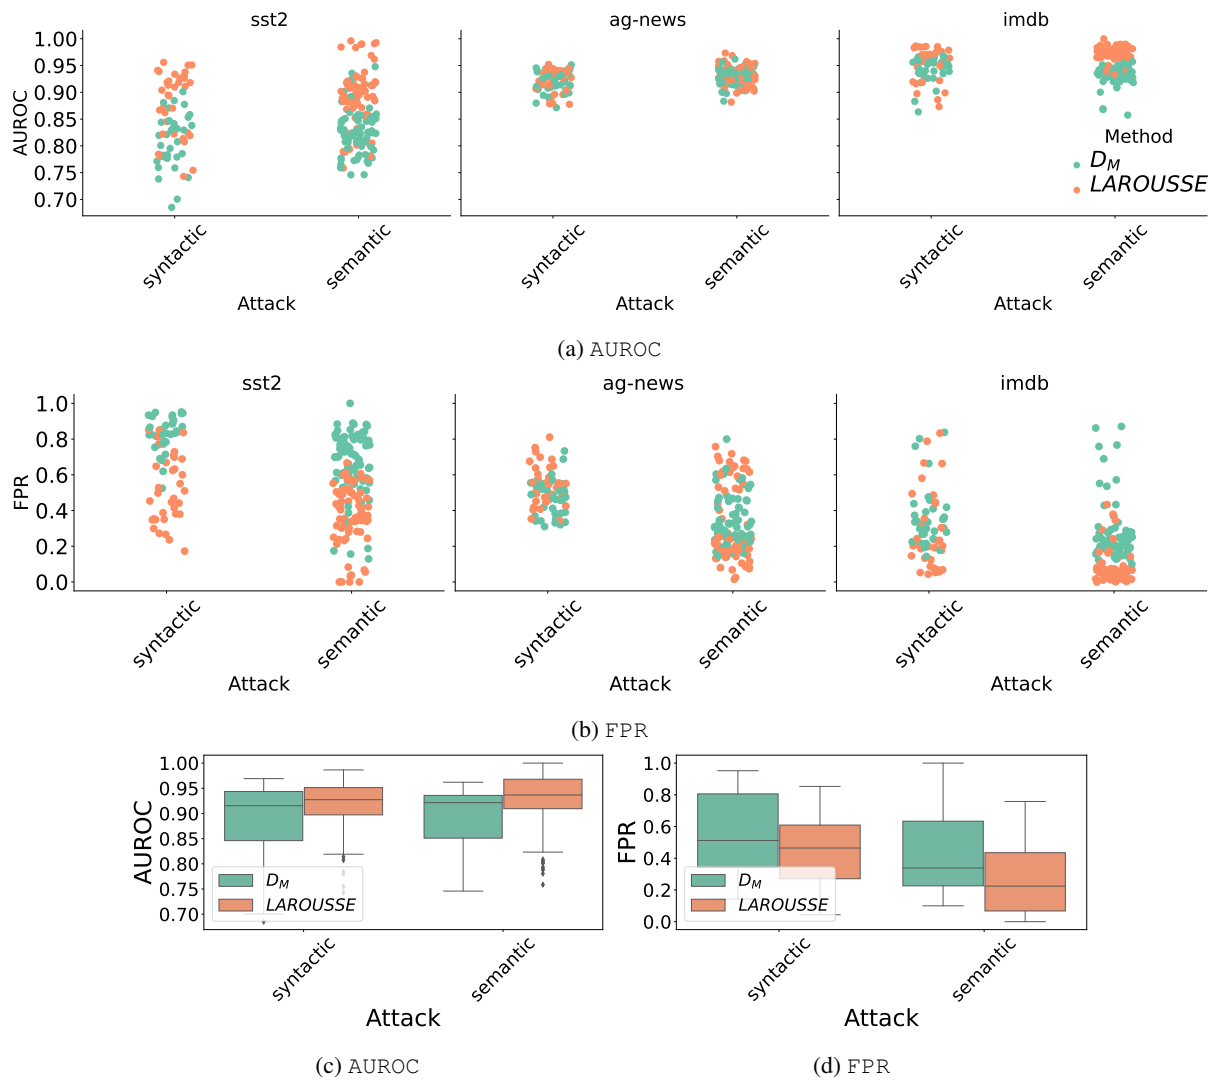 sst2 ag-news imdb
AUROC
1.00
0.95
0.90
0.85
0.80
0.75
0.70
Method
D_M
LAROUSSE
syntactic semantic syntactic semantic syntactic semantic
Attack Attack Attack
(a) AUROC
sst2 ag-news imdb
FPR
1.0
0.8
0.6
0.4
0.2
0.0
syntactic semantic syntactic semantic syntactic semantic
Attack Attack Attack
(b) FPR
AUROC
1.00
0.95
0.90
0.85
0.80
0.75
0.70
D_M
LAROUSSE
syntactic semantic
Attack
(c) AUROC
FPR
1.0
0.8
0.6
0.4
0.2
0.0
D_M
LAROUSSE
syntactic semantic
Attack
(d) FPR